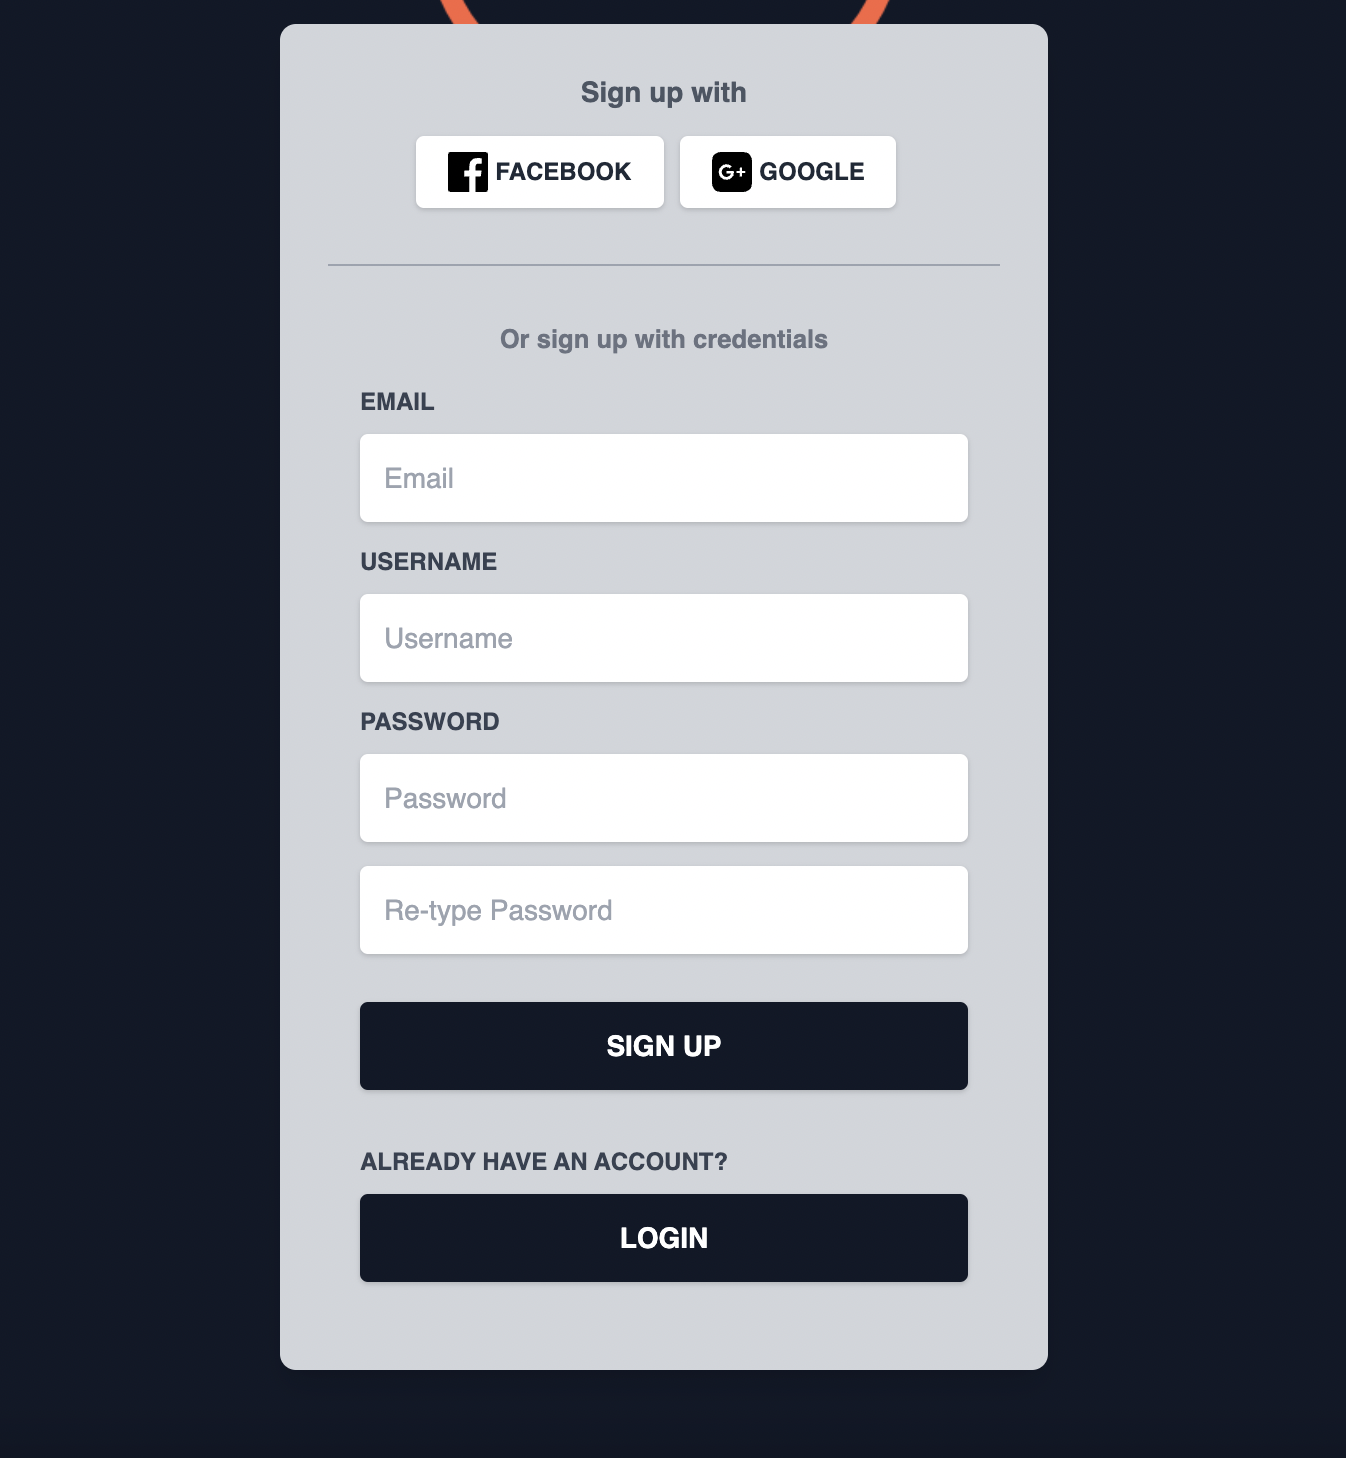 Sign up with
FACEBOOK
G+ GOOGLE
Or sign up with credentials
EMAIL
Email
USERNAME
Username
PASSWORD
Password
Re-type Password
SIGN UP
ALREADY HAVE AN ACCOUNT?
LOGIN